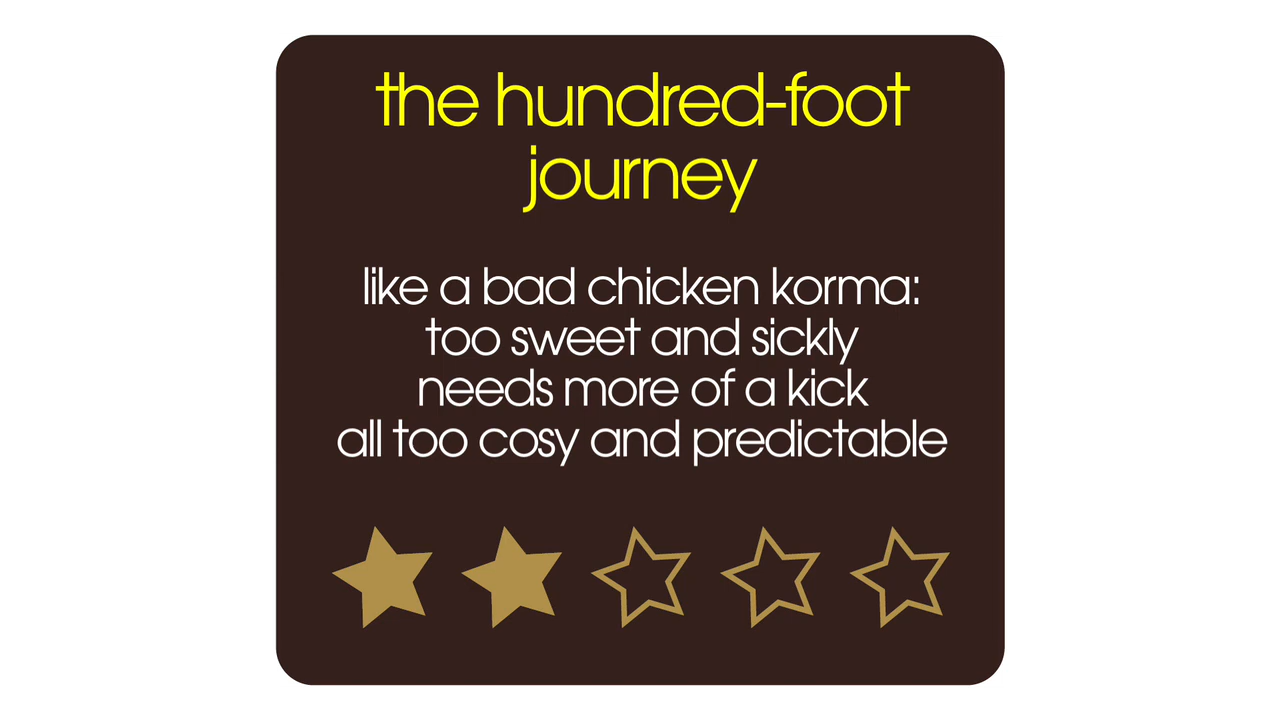 the hundred-foot
journey
like a bad chicken korma:
too sweet and sickly
needs more of a kick
all too cosy and predictable